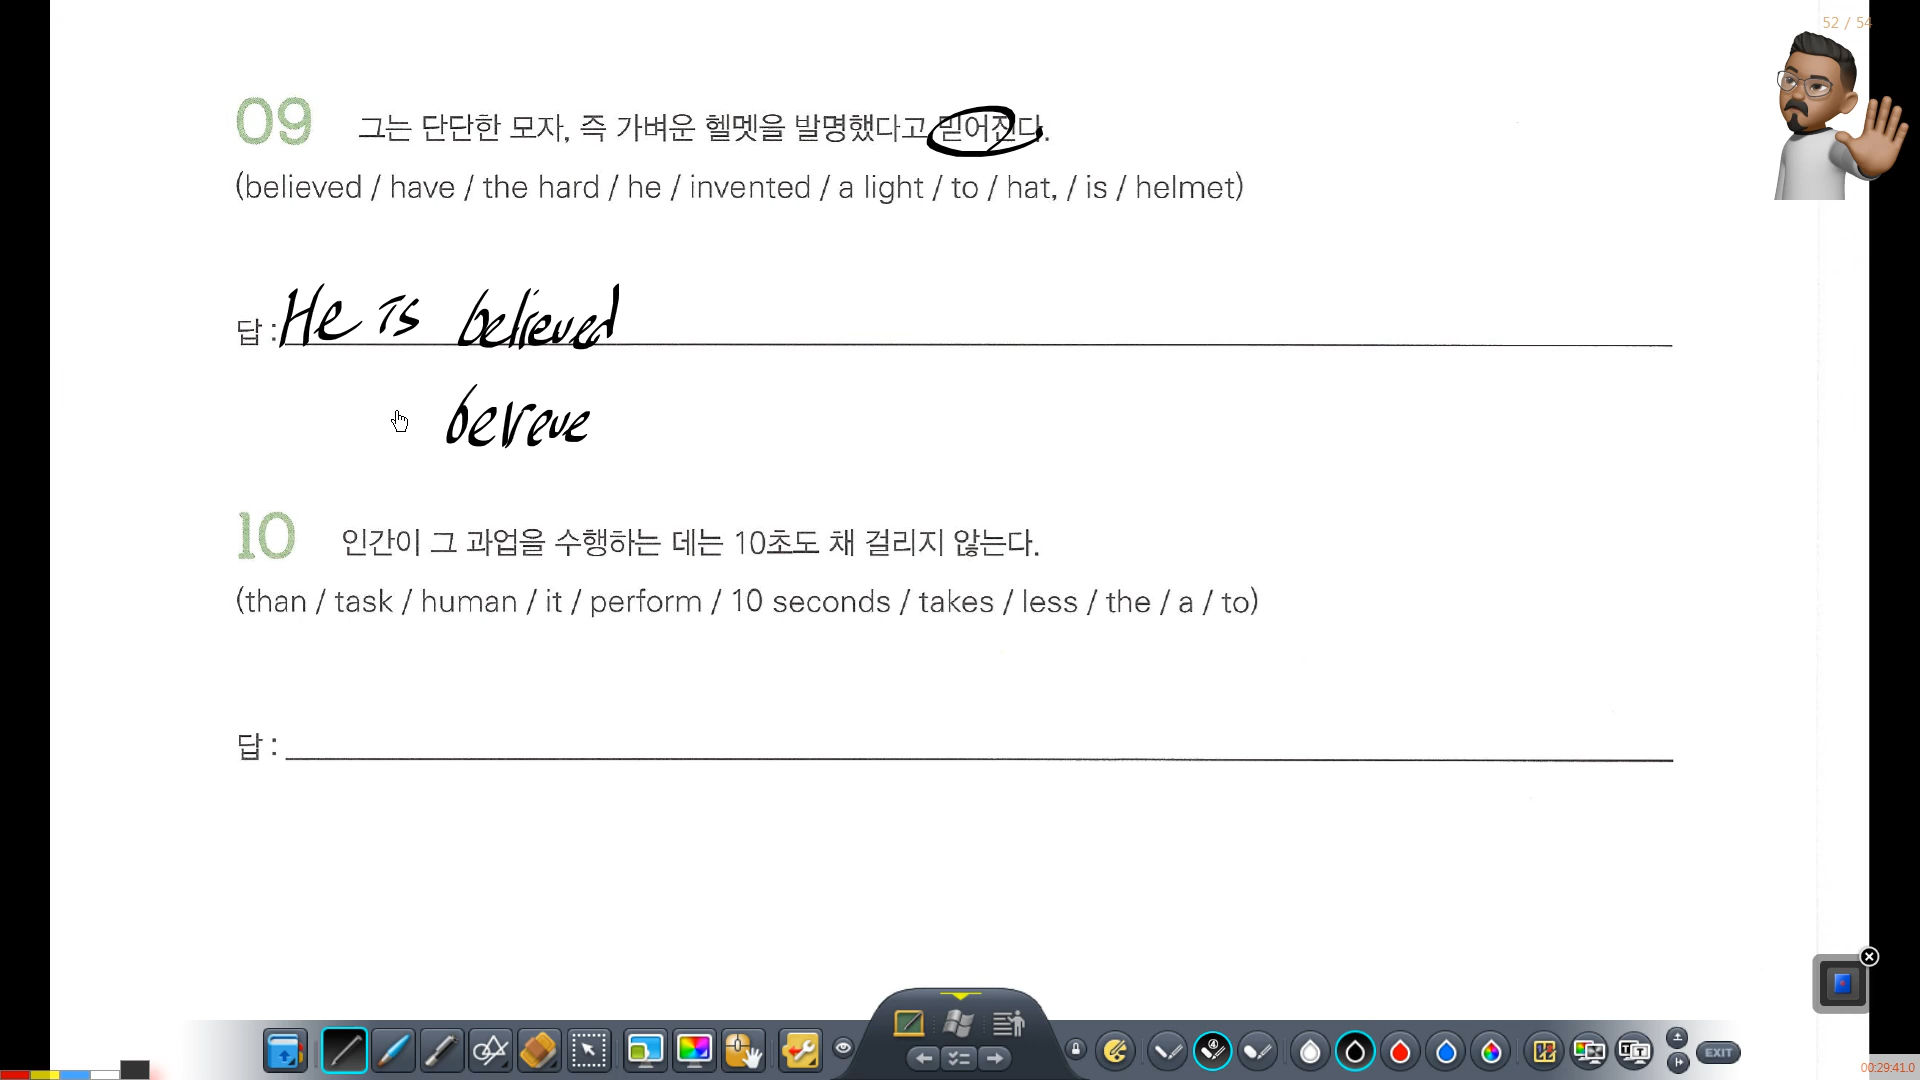 52 / 54
09 그는 단단한 모자, 즉 가벼운 헬멧을 발명했다고 믿어진다.
(believed / have / the hard / he / invented / a light / to / hat, / is / helmet)
답 : He is believed
believe
10 인간이 그 과업을 수행하는 데는 10초도 채 걸리지 않는다.
(than / task / human / it / perform / 10 seconds / takes / less / the / a / to)
답 :
EXIT
00:29:41.0